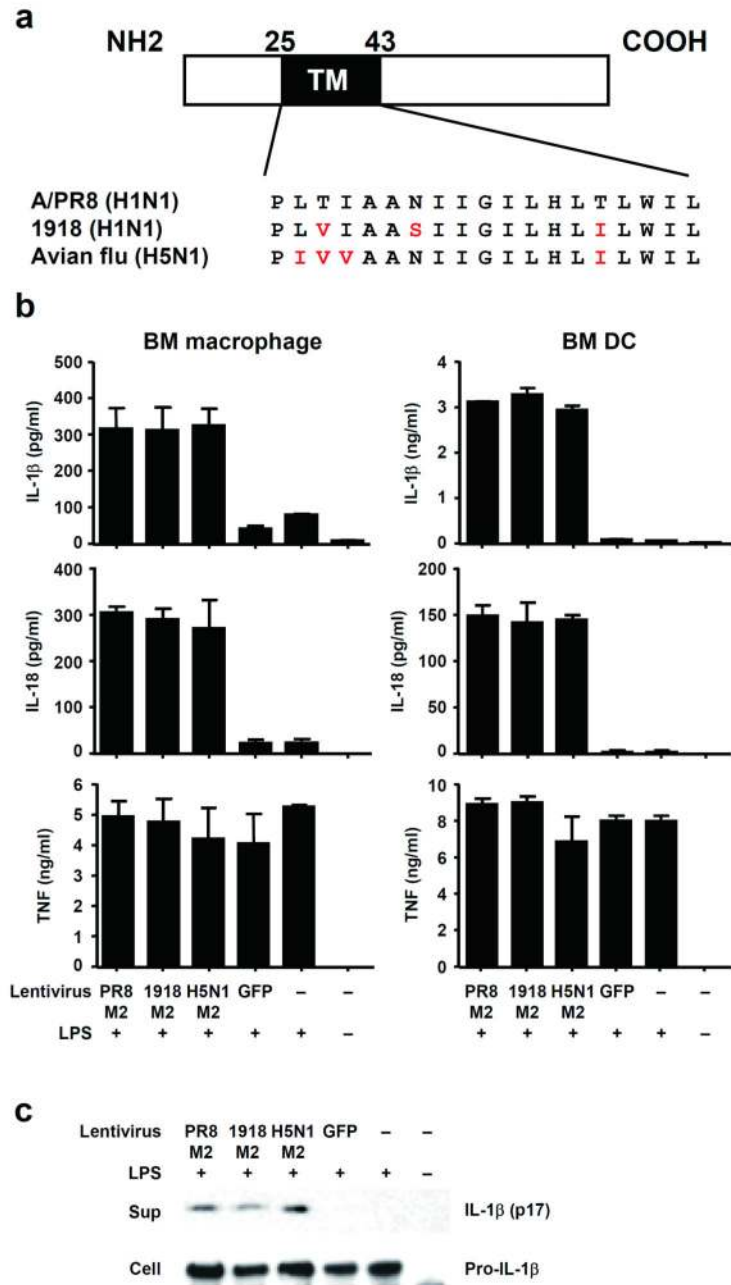 a
NH2 25 43 COOH
TM
A/PR8 (H1N1) P L T I A A N I I G I L H L T L W I L
1918 (H1N1) P L V I A A S I I G I L H L I L W I L
Avian flu (H5N1) P I V V A A N I I G I L H L I L W I L
b
BM macrophage BM DC
IL-1β (pg/ml)
500
400
300
200
100
0
IL-1β (ng/ml)
4
3
2
1
0
IL-18 (pg/ml)
400
300
200
100
0
IL-18 (pg/ml)
200
150
100
50
0
TNF (ng/ml)
6
5
4
3
2
1
0
TNF (ng/ml)
10
8
6
4
2
0
Lentivirus PR8 1918 H5N1 GFP – – PR8 1918 H5N1 GFP – –
M2 M2 M2 M2 M2 M2
LPS + + + + + – + + + + + –
c
Lentivirus PR8 1918 H5N1 GFP – –
M2 M2 M2
LPS + + + + + –
Sup IL-1β (p17)
Cell Pro-IL-1β